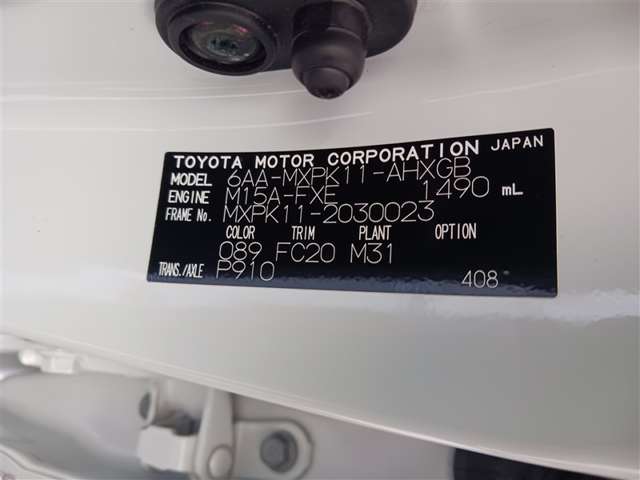 TOYOTA MOTOR CORPORATION JAPAN
MODEL 6AA-MXPK11-AHXGB
ENGINE M15A-FXE 1490 mL
FRAME No. MXPK11-2030023
COLOR TRIM PLANT OPTION
089 FC20 M31
TRANS./AXLE P910 408